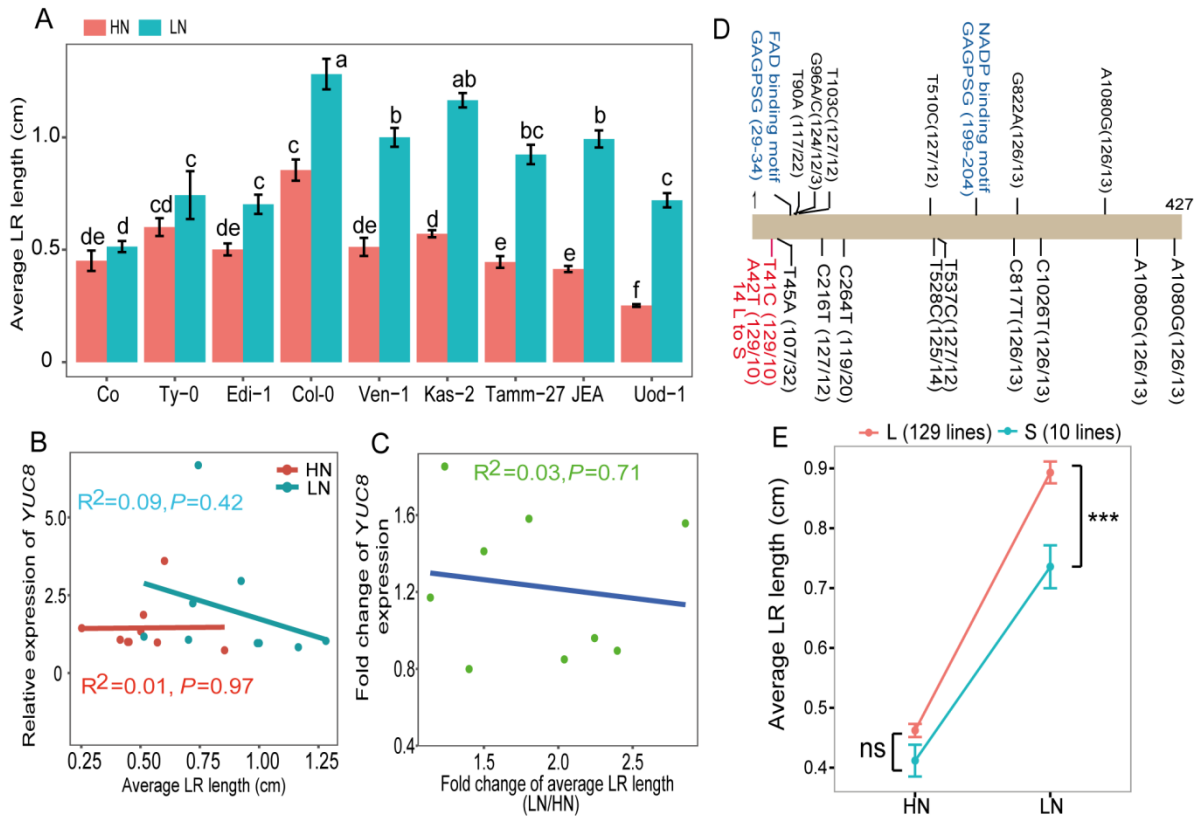 A
HN LN
Average LR length (cm)
1.0
0.5
0
de d cd c de c a de b d ab e bc e b f c
Co Ty−0 Edi−1 Col-0 Ven−1 Kas−2 Tamm−27 JEA Uod−1
B
HN
LN
Relative expression of YUC8
5.0
2.5
0
R2=0.09, P=0.42
R2=0.01, P=0.97
0.25 0.50 0.75 1.00 1.25
Average LR length (cm)
C
Fold change of YUC8
expression
1.6
1.2
0.8
0.4
R2=0.03, P=0.71
1.5 2.0 2.5
Fold change of average LR length
(LN/HN)
D
FAD binding motif
GAGPSG (29-34)
T90A (117/22)
G96A/C(124/12/3)
T103C(127/12)
T510C(127/12)
NADP binding motif
GAGPSG (199-204)
G822A(126/13)
A1080G(126/13)
427
T41C (129/10)
A42T (129/10)
14 L to S
T45A (107/32)
C216T (127/12)
C264T (119/20)
T528C(125/14)
T537C(127/12)
C817T(126/13)
C1026T(126/13)
A1080G(126/13)
A1080G(126/13)
E
L (129 lines) S (10 lines)
Average LR length (cm)
0.9
0.8
0.7
0.6
0.5
0.4
***
ns
HN LN